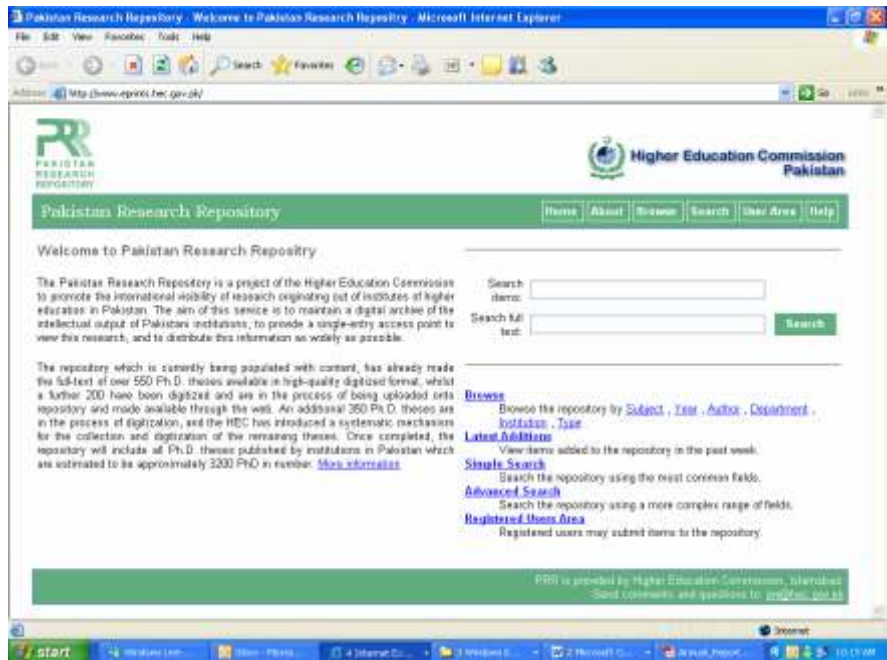 Pakistan Research Repository - Welcome to Pakistan Research Repositry - Microsoft Internet Explorer
File Edit View Favorites Tools Help
Search Favorites
Address http://www.eprints.hec.gov.pk/ Go Links
PRR
PAKISTAN
RESEARCH
REPOSITORY
Higher Education Commission
Pakistan
Pakistan Research Repository
Home About Browse Search User Area Help
Welcome to Pakistan Research Repositry
The Pakistan Research Repository is a project of the Higher Education Commission
to promote the international visibility of research originating out of institutes of higher
education in Pakistan. The aim of this service is to maintain a digital archive of the
intellectual output of Pakistani institutions, to provide a single-entry access point to
view this research, and to distribute this information as widely as possible.
The repository which is currently being populated with content, has already made
the full-text of over 550 Ph.D. theses available in high-quality digitized format, whilst
a further 200 have been digitized and are in the process of being uploaded onto
repository and made available through the web. An additional 350 Ph.D. theses are
in the process of digitization, and the HEC has introduced a systematic mechanism
for the collection and digitization of the remaining theses. Once completed, the
repository will include all Ph.D. theses published by institutions in Pakistan which
are estimated to be approximately 3200 PhD in number. More information
Search
items:
Search full
text:
Search
Browse
Browse the repository by Subject , Year , Author , Department ,
Institution , Type
Latest Additions
View items added to the repository in the past week.
Simple Search
Search the repository using the most common fields.
Advanced Search
Search the repository using a more complex range of fields.
Registered Users Area
Registered users may submit items to the repository.
PRR is provided by Higher Education Commission, Islamabad
Send comments and questions to: prr@hec.gov.pk
Internet
start
10:15 AM